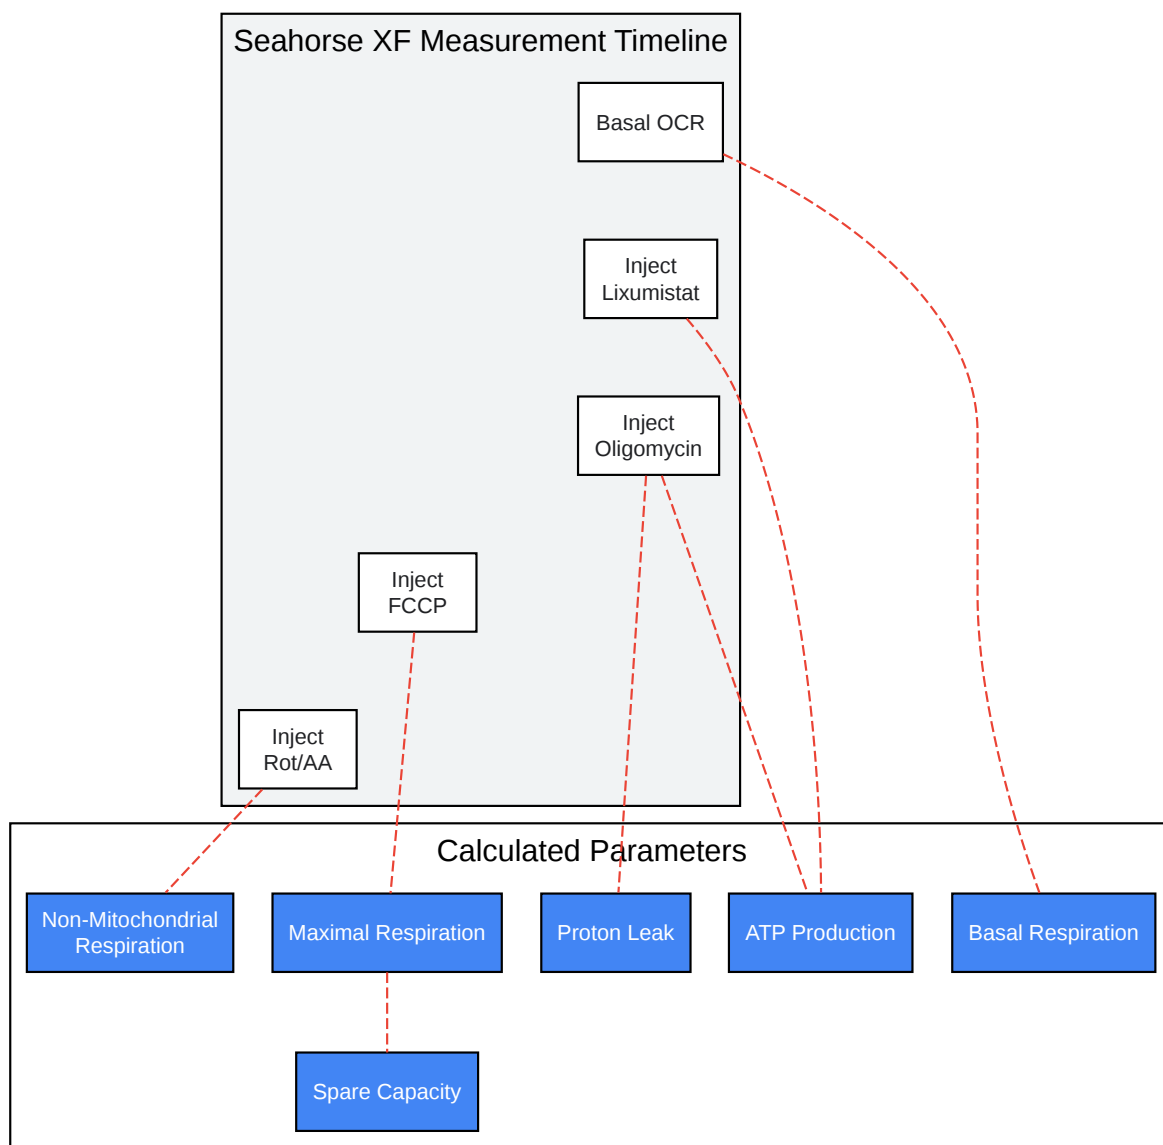 Seahorse XF Measurement Timeline
Basal OCR
Inject
Lixumistat
Inject
Oligomycin
Inject
FCCP
Inject
Rot/AA
Calculated Parameters
Non-Mitochondrial
Respiration
Maximal Respiration
Proton Leak
ATP Production
Basal Respiration
Spare Capacity